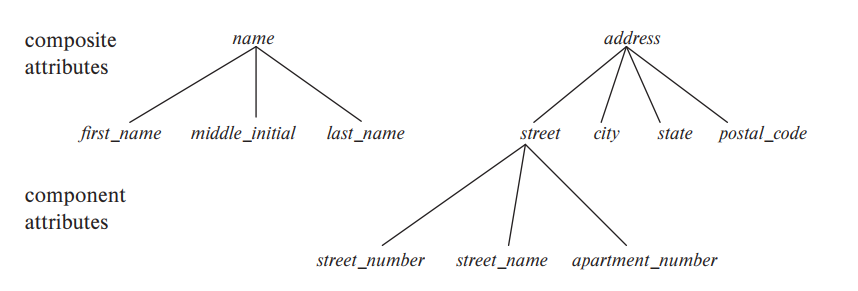 composite
attributes
name
address
first_name middle_initial last_name
street city state postal_code
component
attributes
street_number street_name apartment_number